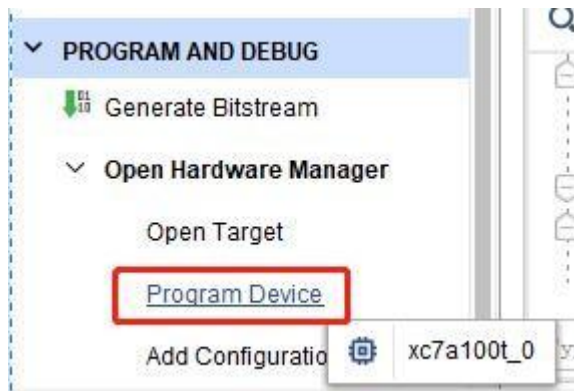 PROGRAM AND DEBUG
Generate Bitstream
Open Hardware Manager
Open Target
Program Device
xc7a100t_0
Add Configuratio